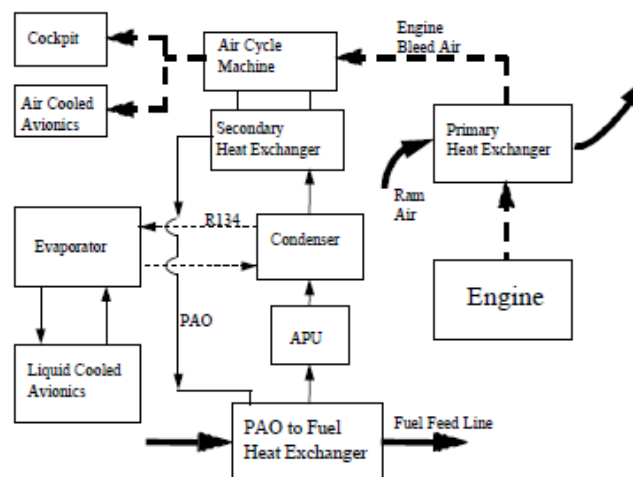 Cockpit
Air Cooled
Avionics
Air Cycle
Machine
Engine
Bleed Air
Secondary
Heat Exchanger
Primary
Heat Exchanger
Ram
Air
R134
Evaporator
Condenser
Engine
PAO
APU
Liquid Cooled
Avionics
PAO to Fuel
Heat Exchanger
Fuel Feed Line